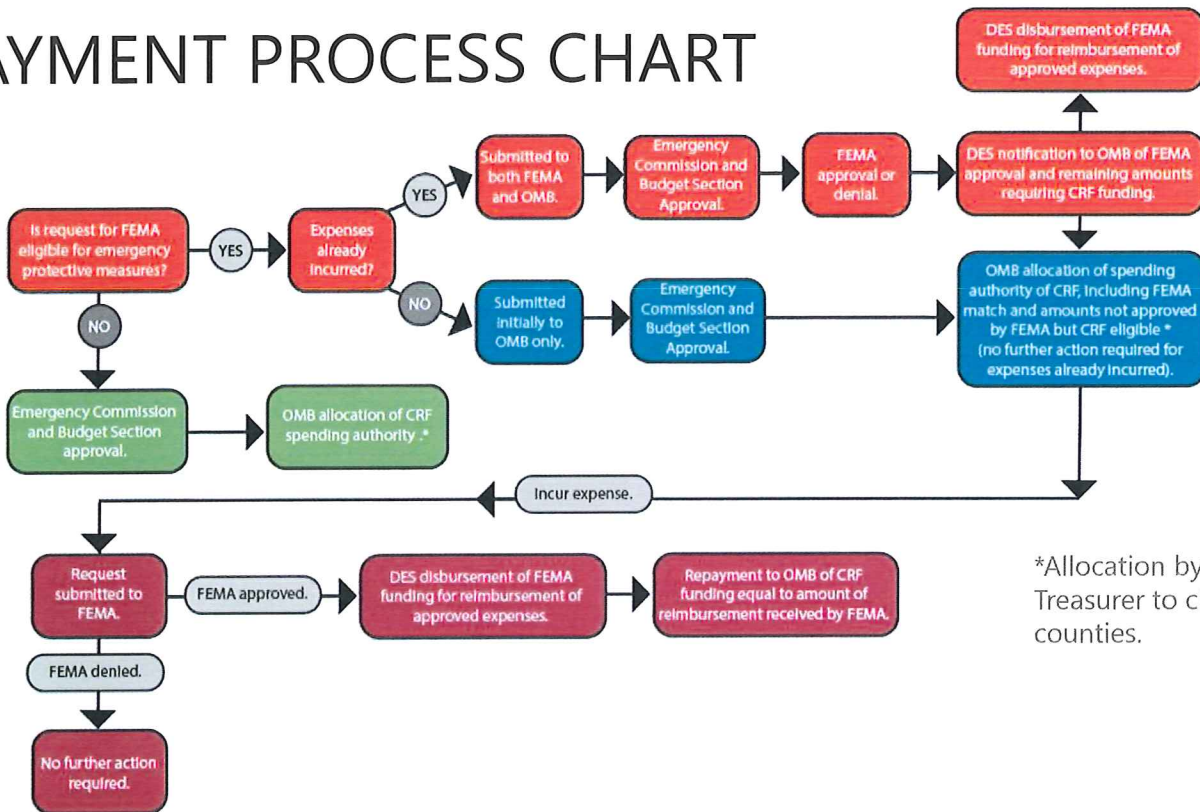 AYMENT PROCESS CHART
DES disbursement of FEMA
funding for reimbursement of
approved expenses.
Submitted to
both FEMA
and OMB.
Emergency
Commission and
Budget Section
Approval.
FEMA
approval or
denial.
DES notification to OMB of FEMA
approval and remaining amounts
requiring CRF funding.
YES
Is request for FEMA
eligible for emergency
protective measures?
YES
Expenses
already
incurred?
NO
NO
Submitted
initially to
OMB only.
Emergency
Commission and
Budget Section
Approval.
OMB allocation of spending
authority of CRF, including FEMA
match and amounts not approved
by FEMA but CRF eligible *
(no further action required for
expenses already incurred).
Emergency Commission
and Budget Section
approval.
OMB allocation of CRF
spending authority .*
Incur expense.
Request
submitted to
FEMA.
FEMA approved.
DES disbursement of FEMA
funding for reimbursement of
approved expenses.
Repayment to OMB of CRF
funding equal to amount of
reimbursement received by FEMA.
FEMA denied.
No further action
required.
*Allocation by
Treasurer to c
counties.